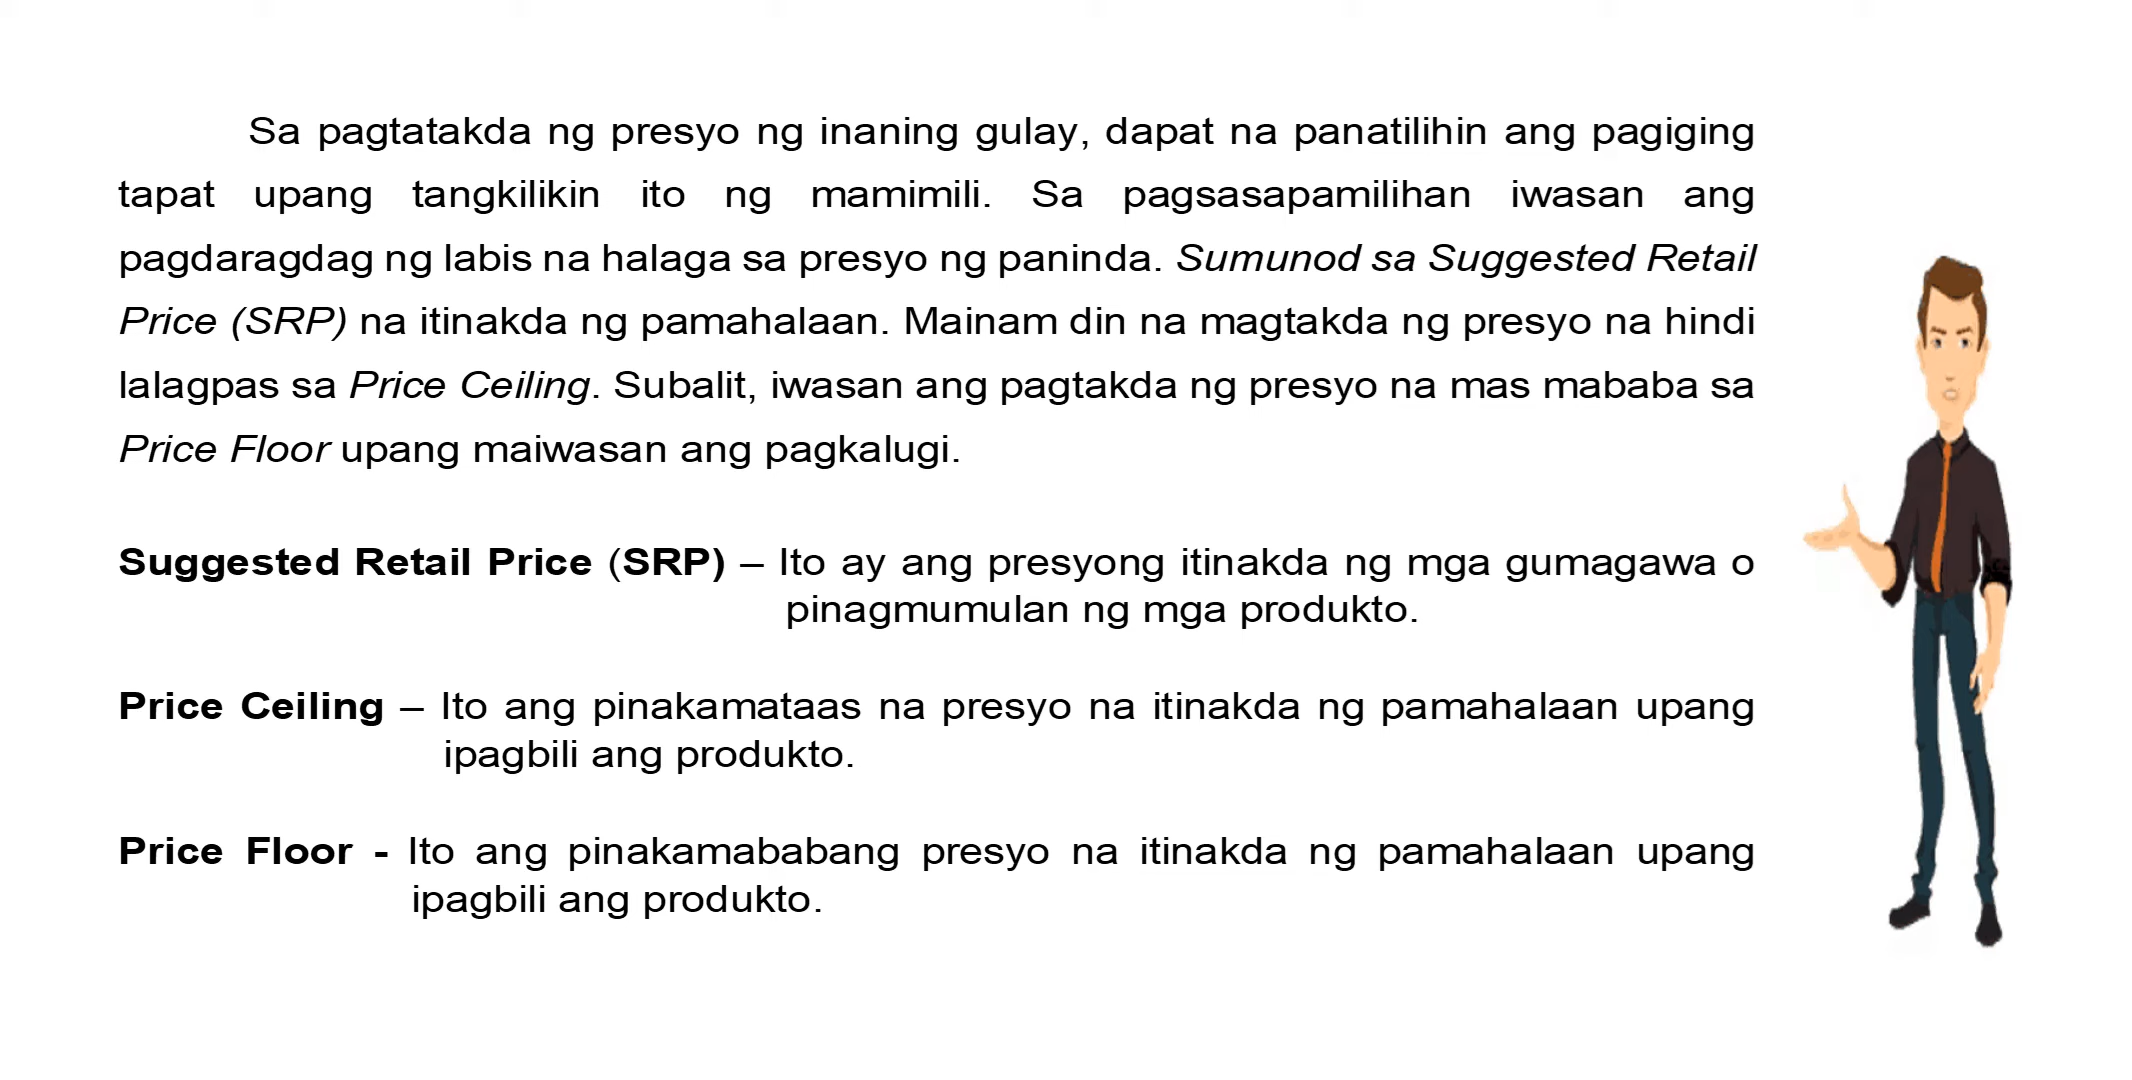 Sa pagtatakda ng presyo ng inaning gulay, dapat na panatilihin ang pagiging
tapat upang tangkilikin ito ng mamimili. Sa pagsasapamilihan iwasan ang
pagdaragdag ng labis na halaga sa presyo ng paninda. Sumunod sa Suggested Retail
Price (SRP) na itinakda ng pamahalaan. Mainam din na magtakda ng presyo na hindi
lalagpas sa Price Ceiling. Subalit, iwasan ang pagtakda ng presyo na mas mababa sa
Price Floor upang maiwasan ang pagkalugi.
Suggested Retail Price (SRP) – Ito ay ang presyong itinakda ng mga gumagawa o
pinagmumulan ng mga produkto.
Price Ceiling – Ito ang pinakamataas na presyo na itinakda ng pamahalaan upang
ipagbili ang produkto.
Price Floor - Ito ang pinakamababang presyo na itinakda ng pamahalaan upang
ipagbili ang produkto.